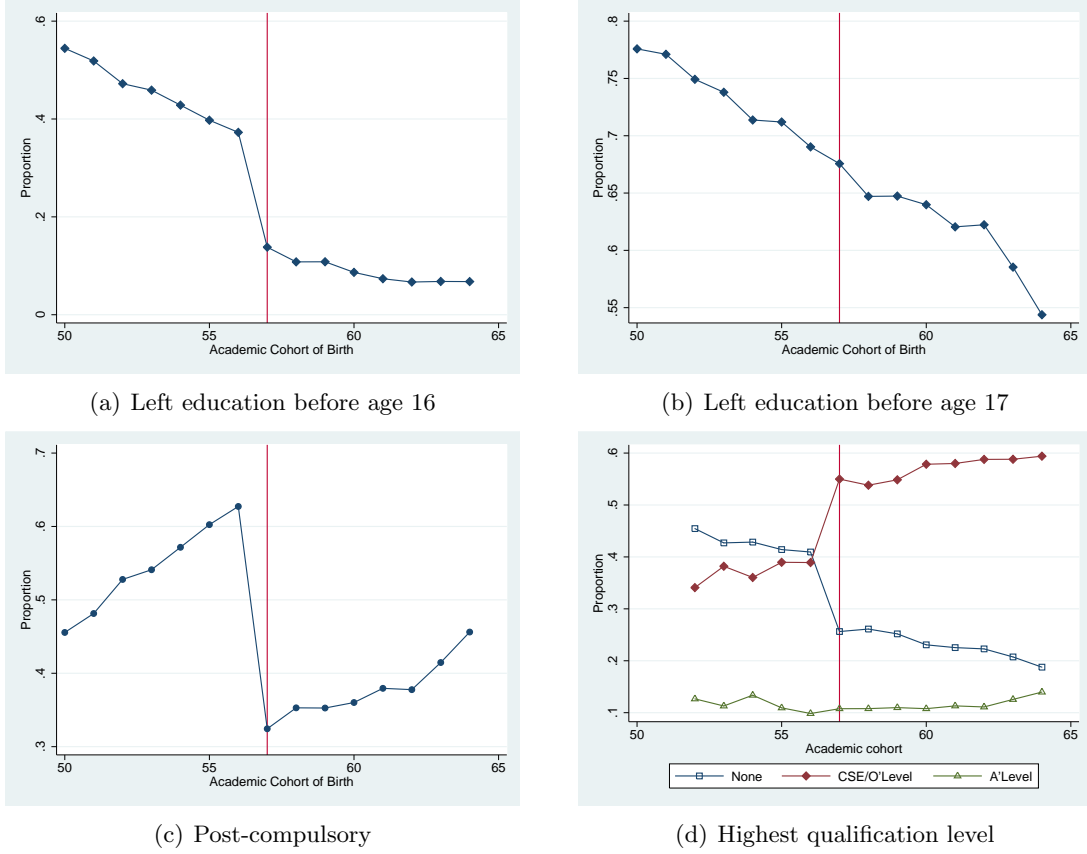 .6
.4
.2
0
Proportion
50 55 60 65
Academic Cohort of Birth
(a) Left education before age 16
.8
.75
.7
.65
.6
.55
Proportion
50 55 60 65
Academic Cohort of Birth
(b) Left education before age 17
.7
.6
.5
.4
.3
Proportion
50 55 60 65
Academic Cohort of Birth
(c) Post-compulsory
.6
.5
.4
.3
.2
.1
Proportion
50 55 60 65
Academic cohort
None CSE/O'Level A'Level
(d) Highest qualification level